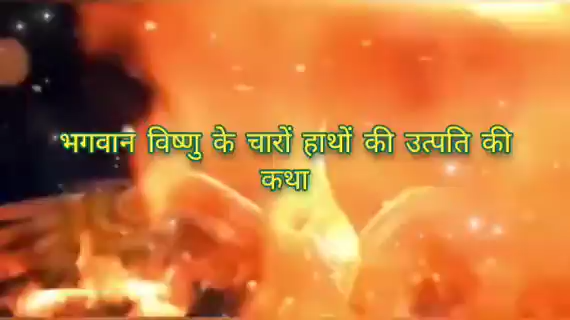 भगवान विष्णु के चारों हाथों की उत्पति की
कथा